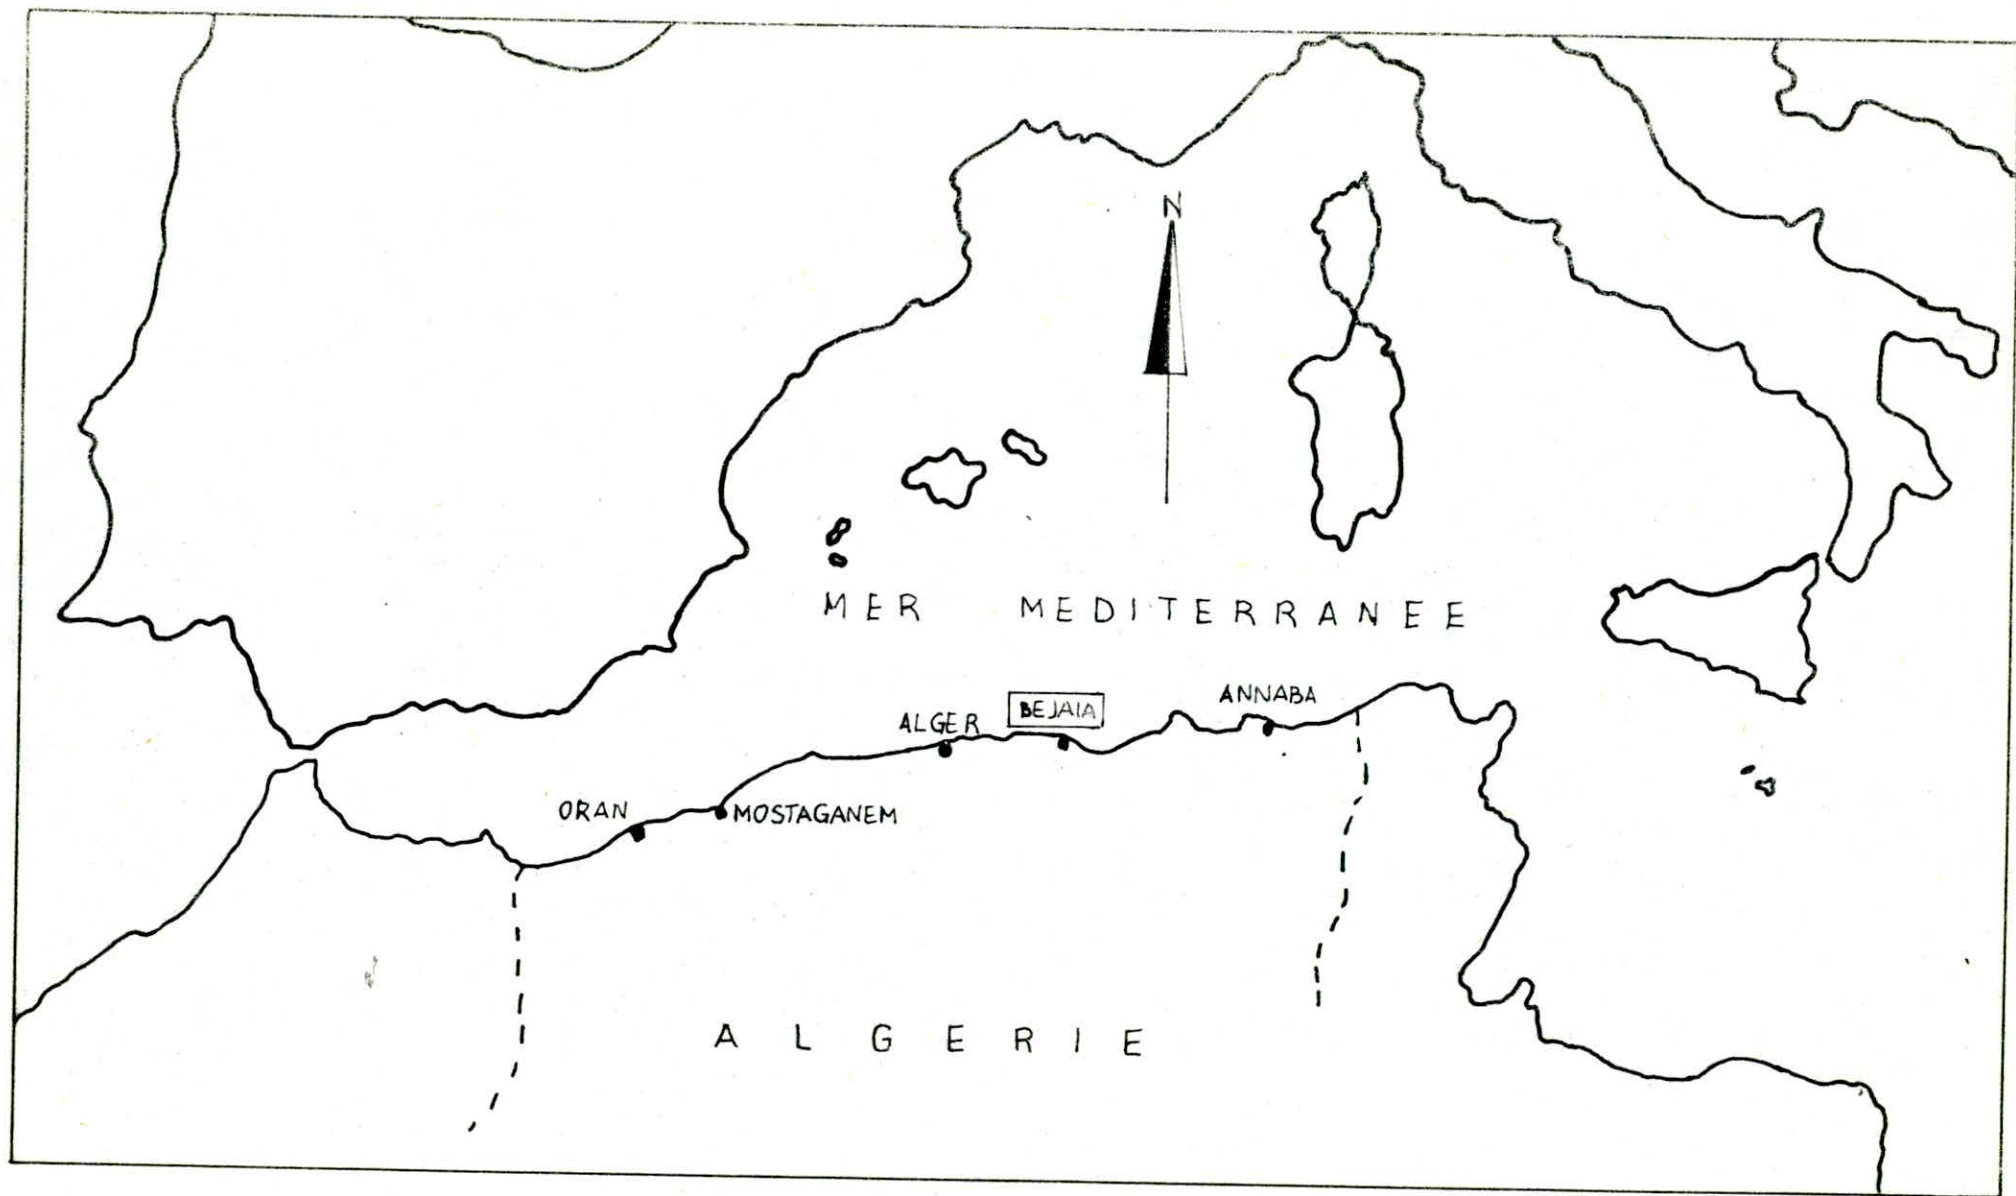 N
MER MEDITERRANEE
ANNABA
BEJAIA
ALGER
ORAN
MOSTAGANEM
ALGERIE